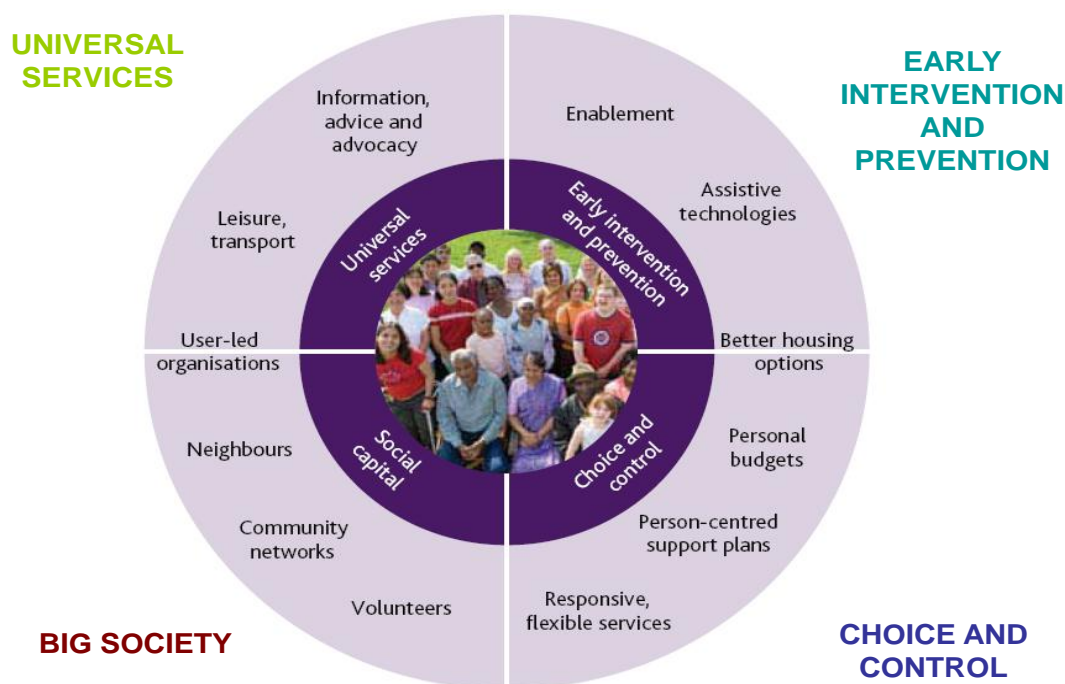 UNIVERSAL
SERVICES
EARLY
INTERVENTION
AND
PREVENTION
Information,
advice and
advocacy
Enablement
Leisure,
transport
Assistive
technologies
Universal
services
Early intervention
and prevention
User-led
organisations
Better housing
options
Neighbours
Social
capital
Choice and
control
Personal
budgets
Community
networks
Person-centred
support plans
Volunteers
Responsive,
flexible services
BIG SOCIETY
CHOICE AND
CONTROL